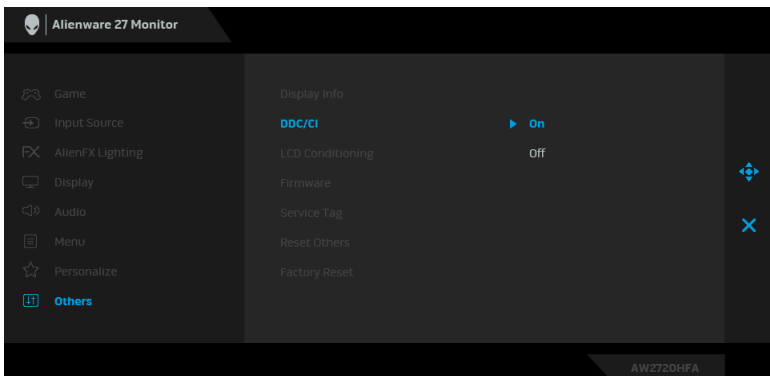 Alienware 27 Monitor
Game
Input Source
AlienFX Lighting
Display
Audio
Menu
Personalize
Others
Display Info
DDC/CI
On
LCD Conditioning
Off
Firmware
Service Tag
Reset Others
Factory Reset
AW2720HFA